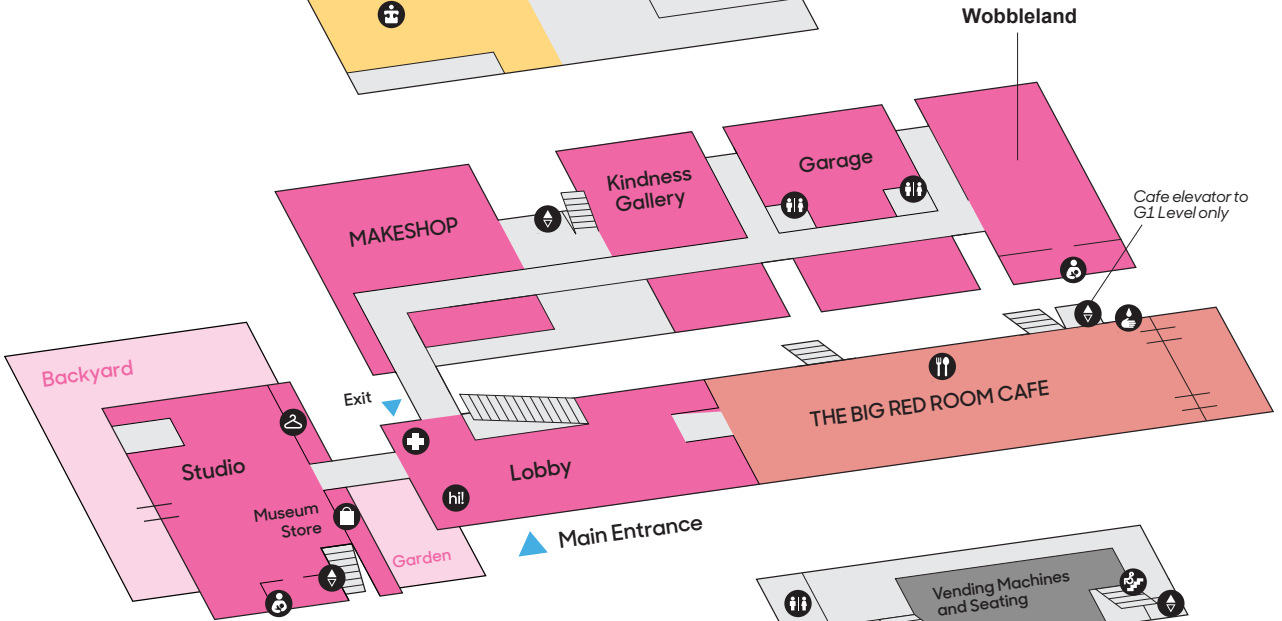 Wobbleland
Garage
Kindness
Gallery
MAKESHOP
Cafe elevator to
G1 Level only
Backyard
Exit
THE BIG RED ROOM CAFE
Studio
Lobby
hi!
Museum
Store
Main Entrance
Garden
Vending Machines
and Seating